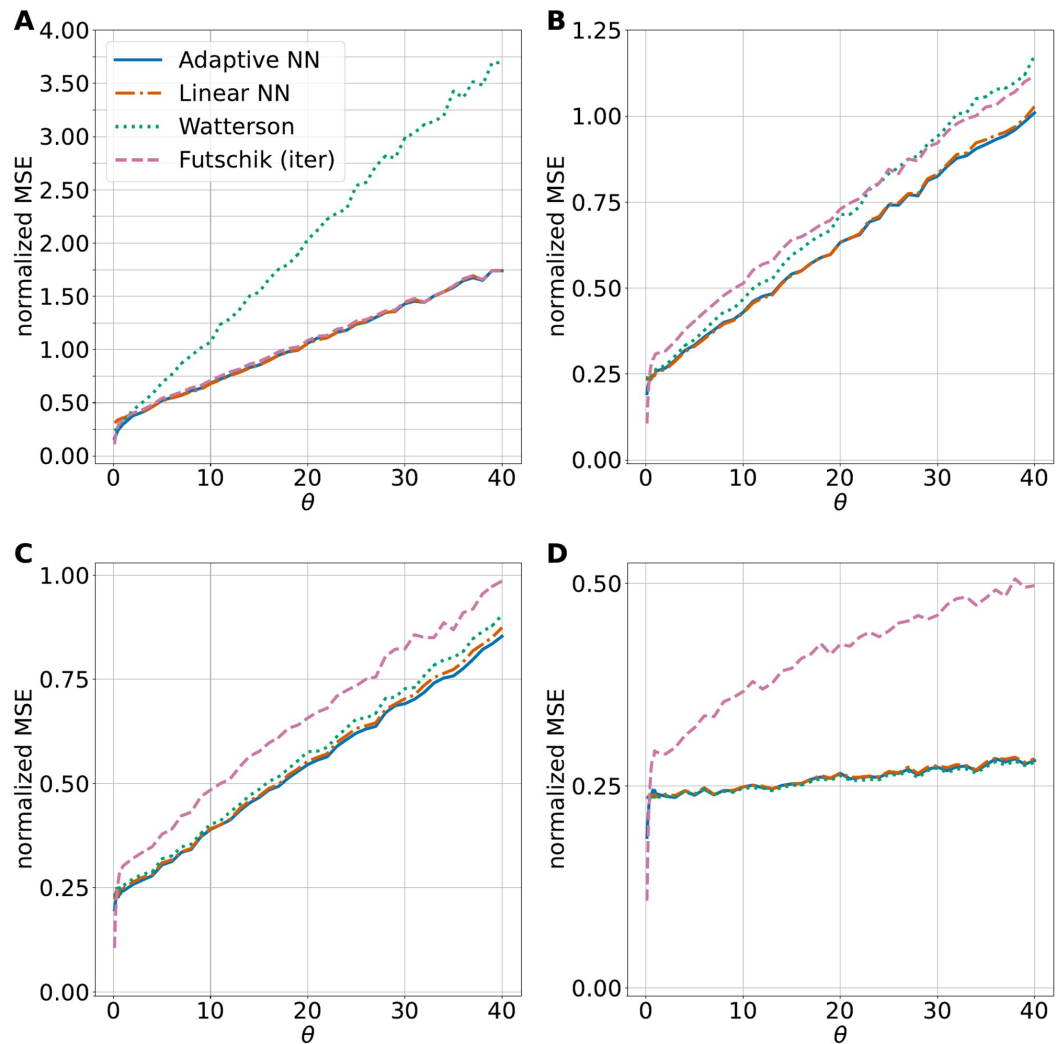 A
4.00
3.50
3.00
2.50
2.00
1.50
1.00
0.50
0.00
normalized MSE
Adaptive NN
Linear NN
Watterson
Futschik (iter)
0 10 20 30 40
θ
B
1.25
1.00
0.75
0.50
0.25
0.00
normalized MSE
0 10 20 30 40
θ
C
1.00
0.75
0.50
0.25
0.00
normalized MSE
0 10 20 30 40
θ
D
0.50
0.25
0.00
normalized MSE
0 10 20 30 40
θ